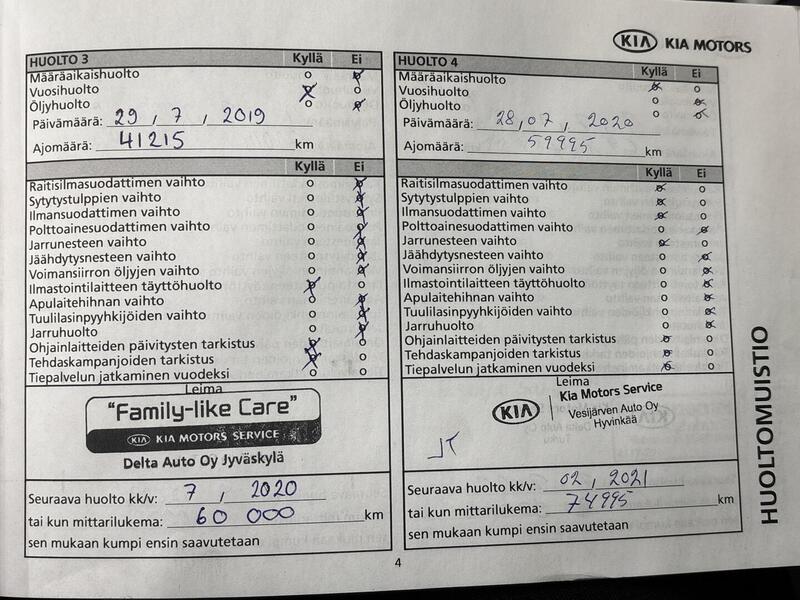 KIA KIA MOTORS
HUOLTO 3 Kyllä Ei
Määräaikaishuolto o o
Vuosihuolto o o
Öljyhuolto o o
Päivämäärä: 29 , 7 , 2019
Ajomäärä: 41215 km
Kyllä Ei
Raitisilmasuodattimen vaihto o o
Sytytystulppien vaihto o o
Ilmansuodattimen vaihto o o
Polttoainesuodattimen vaihto o o
Jarrunesteen vaihto o o
Jäähdytysnesteen vaihto o o
Voimansiirron öljyjen vaihto o o
Ilmastointilaitteen täyttöhuolto o o
Apulaitehihnan vaihto o o
Tuulilasinpyyhkijöiden vaihto o o
Jarruhuolto o o
Ohjainlaitteiden päivitysten tarkistus o o
Tehdaskampanjoiden tarkistus o o
Tiepalvelun jatkaminen vuodeksi o o
Leima
"Family-like Care"
KIA KIA MOTORS SERVICE
Delta Auto Oy Jyväskylä
Seuraava huolto kk/v: 7 , 2020
tai kun mittarilukema: 60 000 km
sen mukaan kumpi ensin saavutetaan
HUOLTO 4 Kyllä Ei
Määräaikaishuolto o o
Vuosihuolto o o
Öljyhuolto o o
Päivämäärä: 28,07, 2020
Ajomäärä: 59995 km
Kyllä Ei
Raitisilmasuodattimen vaihto o o
Sytytystulppien vaihto o o
Ilmansuodattimen vaihto o o
Polttoainesuodattimen vaihto o o
Jarrunesteen vaihto o o
Jäähdytysnesteen vaihto o o
Voimansiirron öljyjen vaihto o o
Ilmastointilaitteen täyttöhuolto o o
Apulaitehihnan vaihto o o
Tuulilasinpyyhkijöiden vaihto o o
Jarruhuolto o o
Ohjainlaitteiden päivitysten tarkistus o o
Tehdaskampanjoiden tarkistus o o
Tiepalvelun jatkaminen vuodeksi o o
Leima
KIA Kia Motors Service
Vesijärven Auto Oy
Hyvinkää
Seuraava huolto kk/v: 02, 2021
tai kun mittarilukema: 74995 km
sen mukaan kumpi ensin saavutetaan
HUOLTOMUISTIO
4